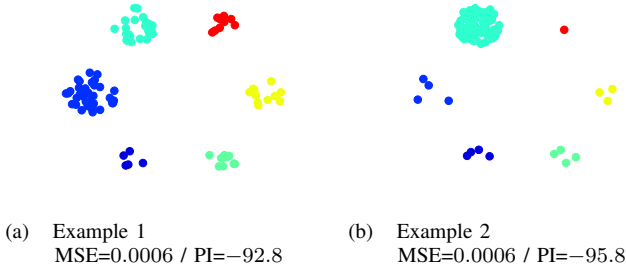 (a) Example 1
MSE=0.0006 / PI=−92.8
(b) Example 2
MSE=0.0006 / PI=−95.8